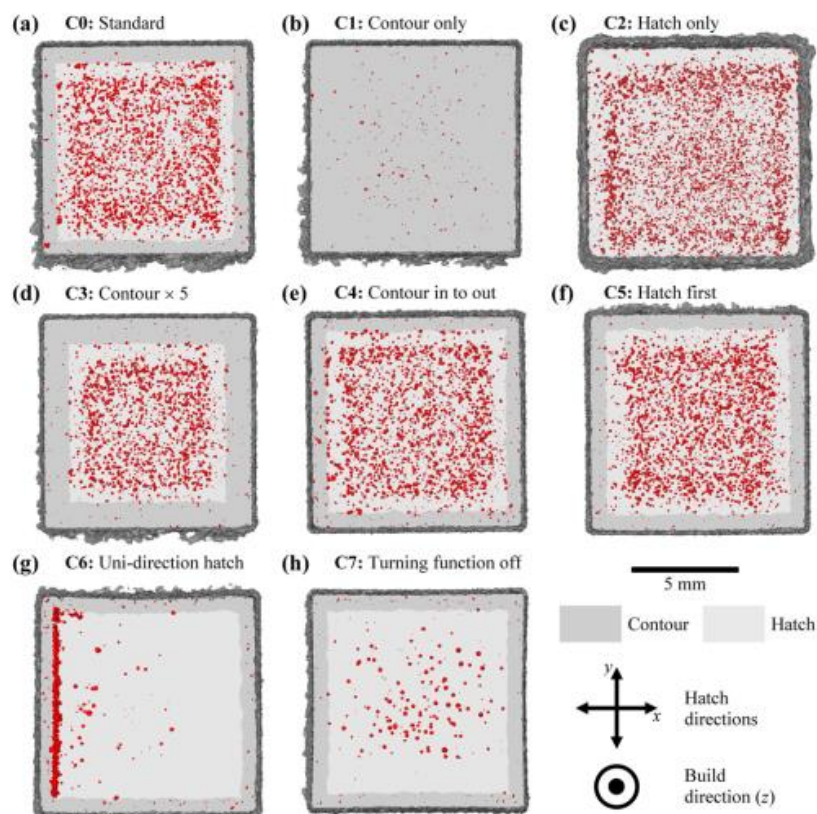 (a) C0: Standard
(b) C1: Contour only
(c) C2: Hatch only
(d) C3: Contour × 5
(e) C4: Contour in to out
(f) C5: Hatch first
(g) C6: Uni-direction hatch
(h) C7: Turning function off
5 mm
Contour
Hatch
y
x
Hatch
directions
Build
direction (z)